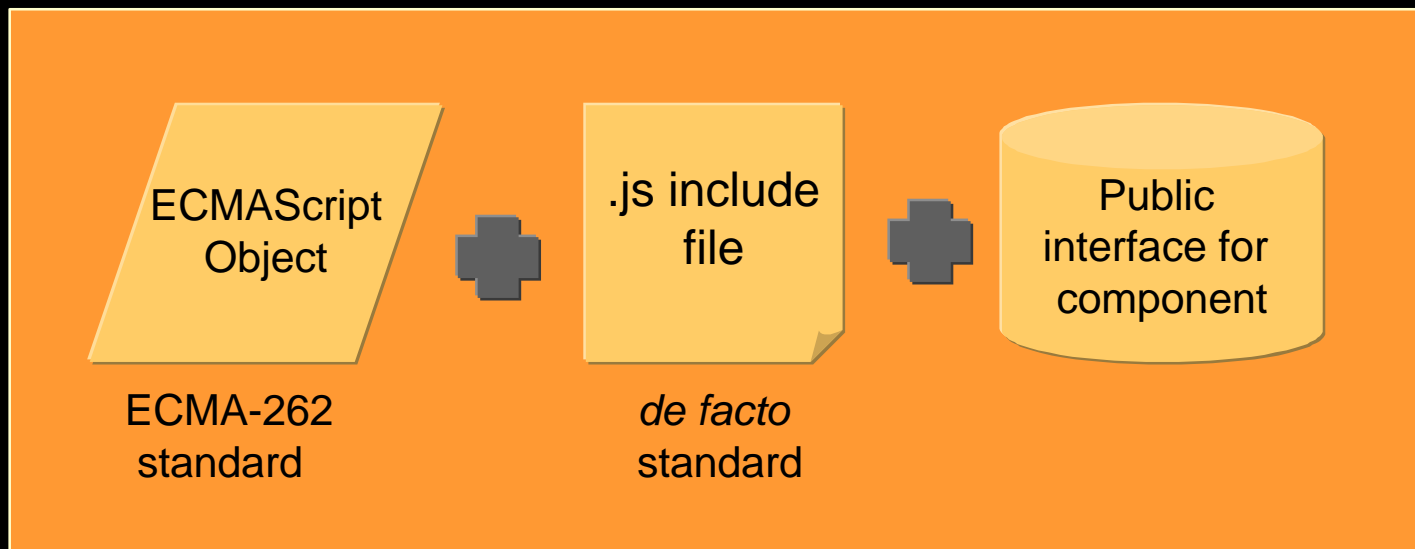 ECMAScript
Object
.js include
file
Public
interface for
component
ECMA-262
standard
de facto
standard